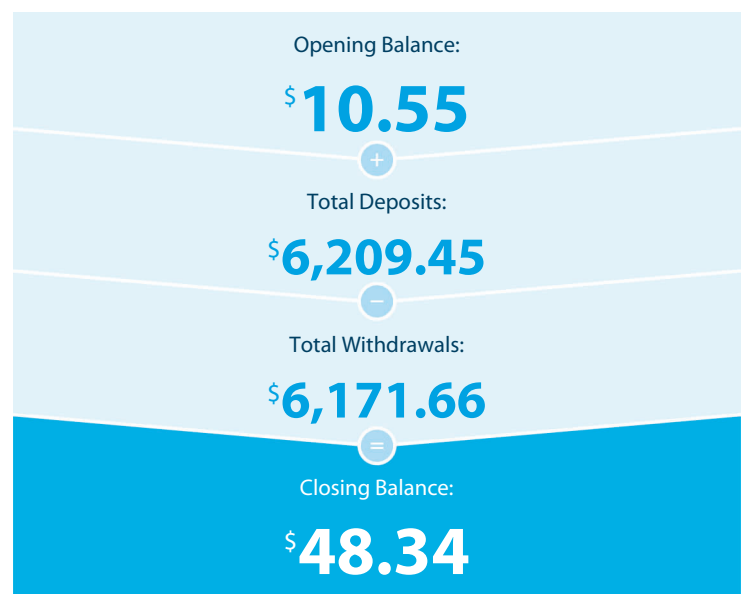 Opening Balance:
$10.55
+
Total Deposits:
$6,209.45
−
Total Withdrawals:
$6,171.66
=
Closing Balance:
$48.34